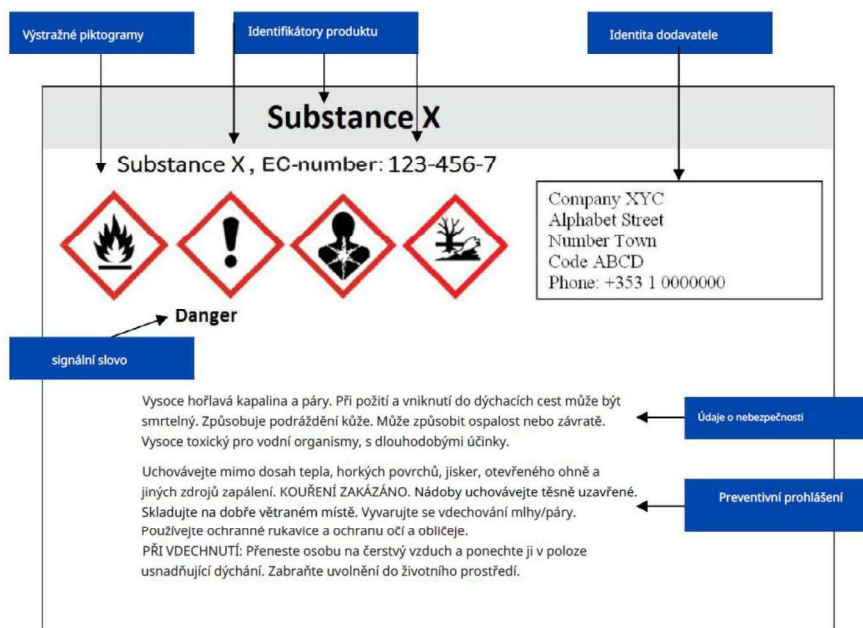 Výstražné piktogramy
Identifikátory produktu
Identita dodavatele
Substance X
Substance X, EC-number: 123-456-7
Company XYC
Alphabet Street
Number Town
Code ABCD
Phone: +353 1 0000000
Danger
signální slovo
Vysoce hořlavá kapalina a páry. Při požití a vniknutí do dýchacích cest může být
smrtelný. Způsobuje podráždění kůže. Může způsobit ospalost nebo závratě.
Vysoce toxický pro vodní organismy, s dlouhodobými účinky.
Údaje o nebezpečnosti
Uchovávejte mimo dosah tepla, horkých povrchů, jisker, otevřeného ohně a
jiných zdrojů zapálení. KOUŘENÍ ZAKÁZÁNO. Nádoby uchovávejte těsně uzavřené.
Skladujte na dobře větraném místě. Vyvarujte se vdechování mlhy/páry.
Používejte ochranné rukavice a ochranu očí a obličeje.
PŘI VDECHNUTÍ: Přeneste osobu na čerstvý vzduch a ponechte ji v poloze
usnadňující dýchání. Zabraňte uvolnění do životního prostředí.
Preventivní prohlášení